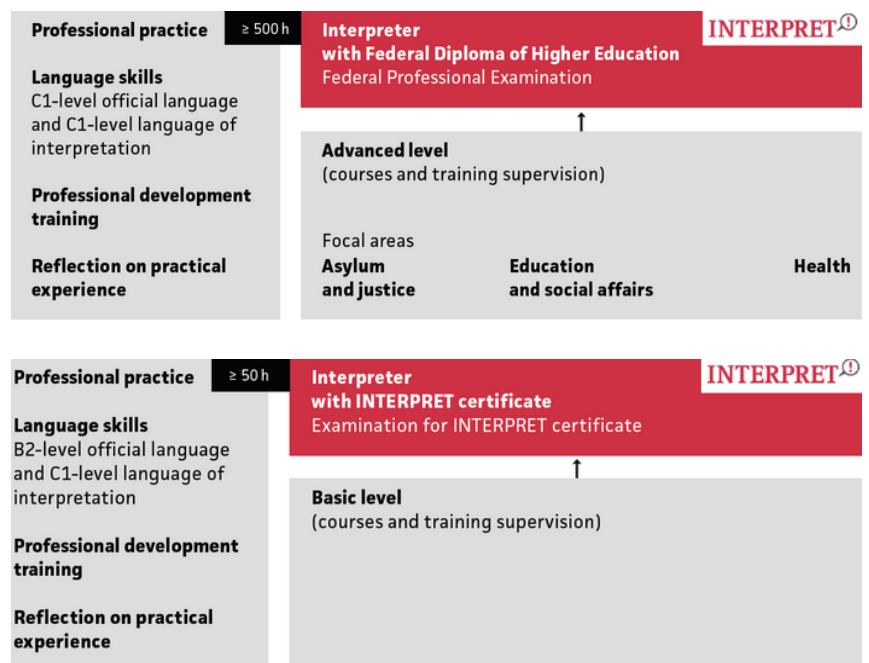 Professional practice
≥ 500 h
Language skills
C1-level official language
and C1-level language of
interpretation
Professional development
training
Reflection on practical
experience
Interpreter
with Federal Diploma of Higher Education
Federal Professional Examination
INTERPRET
Advanced level
(courses and training supervision)
Focal areas
Asylum
and justice
Education
and social affairs
Health
Professional practice
≥ 50 h
Language skills
B2-level official language
and C1-level language of
interpretation
Professional development
training
Reflection on practical
experience
Interpreter
with INTERPRET certificate
Examination for INTERPRET certificate
INTERPRET
Basic level
(courses and training supervision)